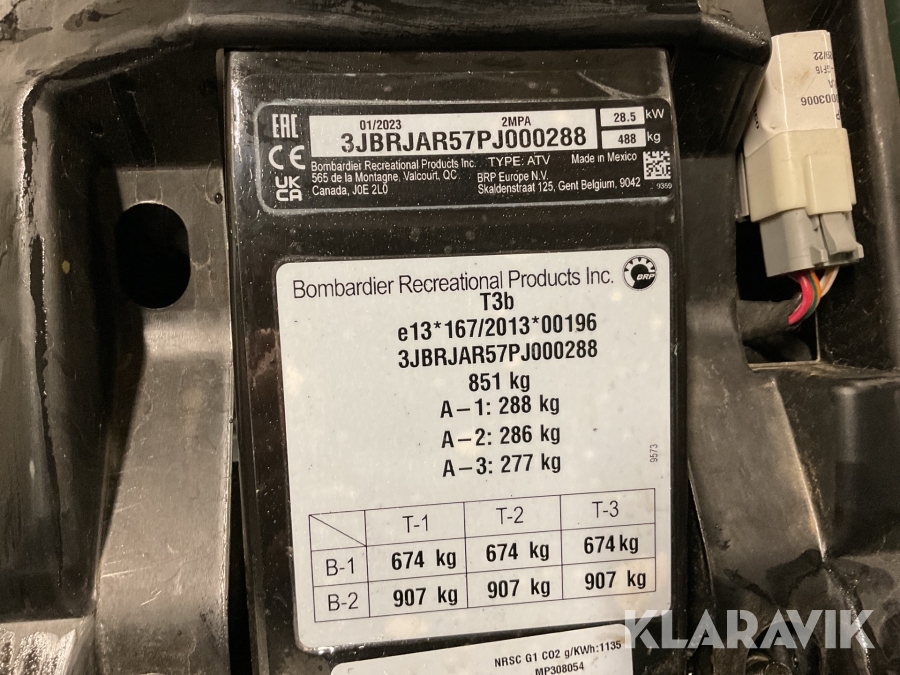 EAC
CE
UK
CA
01/2023 2MPA
3JBRJAR57PJ000288
28.5 kW
488 kg
Bombardier Recreational Products Inc. TYPE: ATV Made in Mexico
565 de la Montagne, Valcourt, QC BRP Europe N.V.
Canada, J0E 2L0 Skaldenstraat 125, Gent Belgium, 9042
Bombardier Recreational Products Inc. BRP
T3b
e13*167/2013*00196
3JBRJAR57PJ000288
851 kg
A-1: 288 kg
A-2: 286 kg
A-3: 277 kg
9573
T-1 T-2 T-3
B-1 674 kg 674 kg 674 kg
B-2 907 kg 907 kg 907 kg
NRSC G1 CO2 g/KWh:1135
MP308054
KLARAVIK